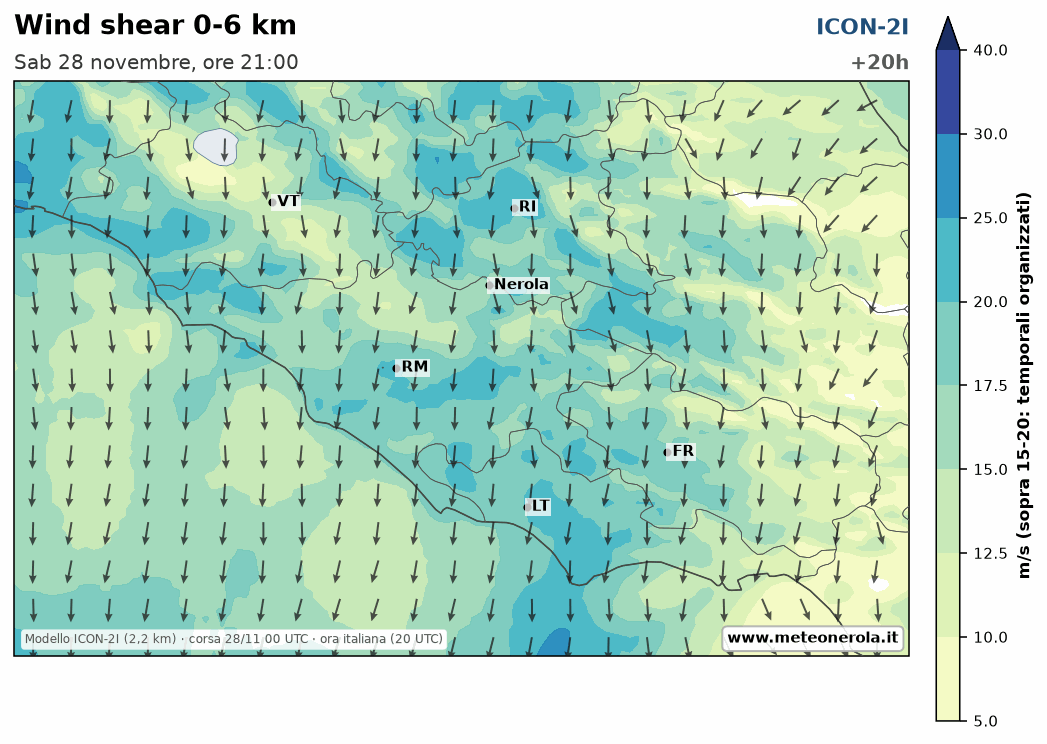 Wind shear 0-6 km
ICON-2I
Sab 28 novembre, ore 21:00
+20h
VT
RI
Nerola
RM
FR
LT
Modello ICON-2I (2,2 km) · corsa 28/11 00 UTC · ora italiana (20 UTC)
www.meteonerola.it
40.0
30.0
25.0
20.0
17.5
15.0
12.5
10.0
5.0
m/s (sopra 15-20: temporali organizzati)